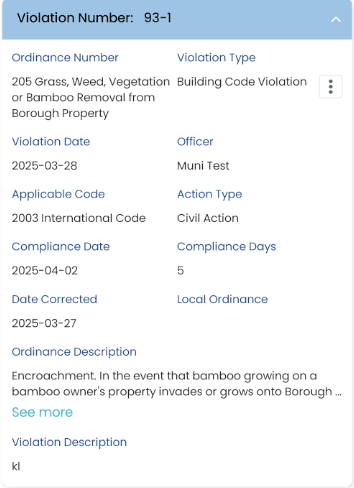 Violation Number: 93-1
Ordinance Number
Violation Type
205 Grass, Weed, Vegetation
or Bamboo Removal from
Borough Property
Building Code Violation
Violation Date
Officer
2025-03-28
Muni Test
Applicable Code
Action Type
2003 International Code
Civil Action
Compliance Date
Compliance Days
2025-04-02
5
Date Corrected
Local Ordinance
2025-03-27
Ordinance Description
Encroachment. In the event that bamboo growing on a
bamboo owner's property invades or grows onto Borough ...
See more
Violation Description
kl